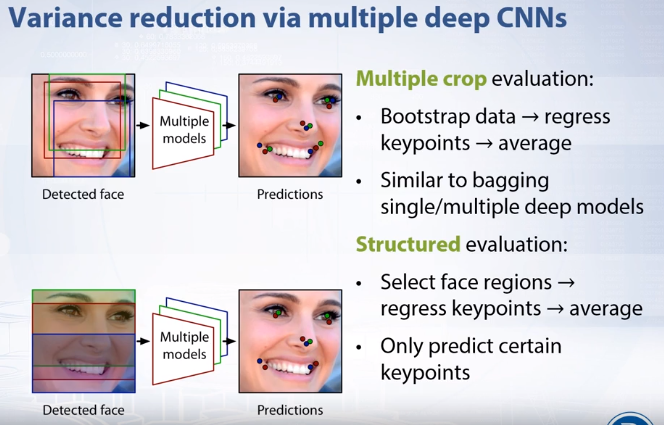 Variance reduction via multiple deep CNNs
Multiple
models
Detected face
Predictions
Multiple crop evaluation:
• Bootstrap data → regress
keypoints → average
• Similar to bagging
single/multiple deep models
Multiple
models
Detected face
Predictions
Structured evaluation:
• Select face regions →
regress keypoints → average
• Only predict certain
keypoints